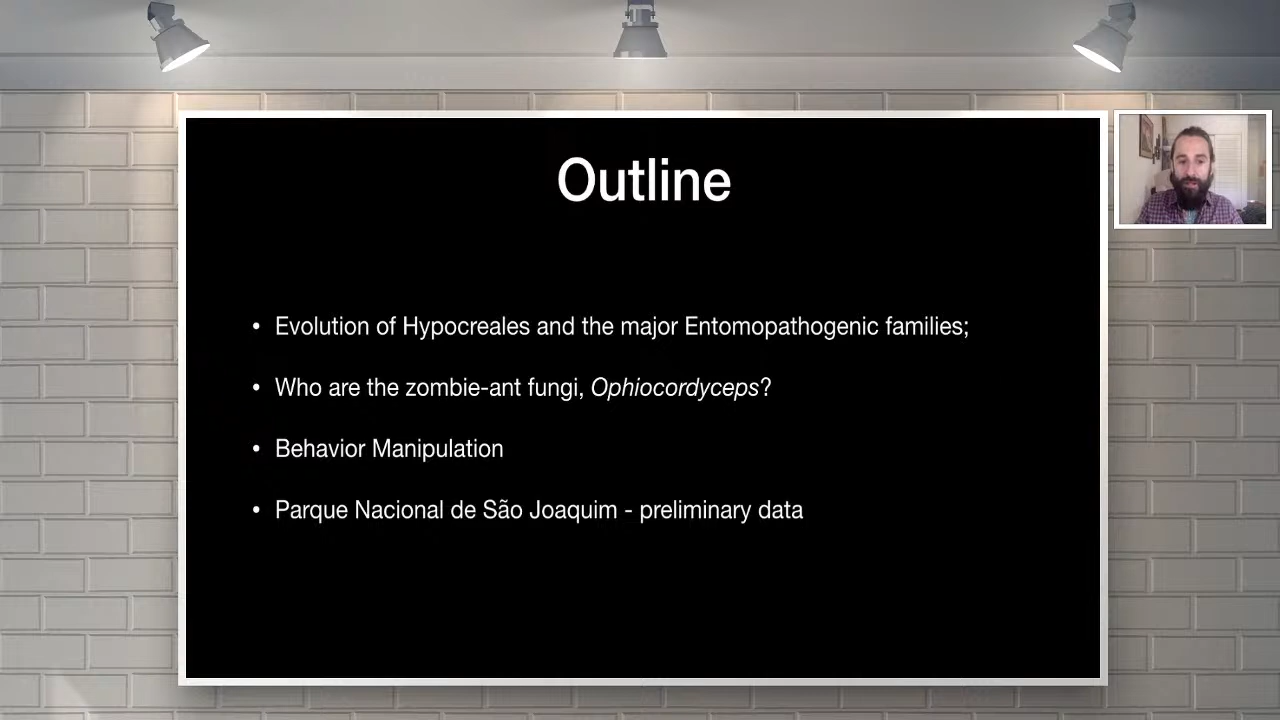 Outline
• Evolution of Hypocreales and the major Entomopathogenic families;
• Who are the zombie-ant fungi, Ophiocordyceps?
• Behavior Manipulation
• Parque Nacional de São Joaquim - preliminary data